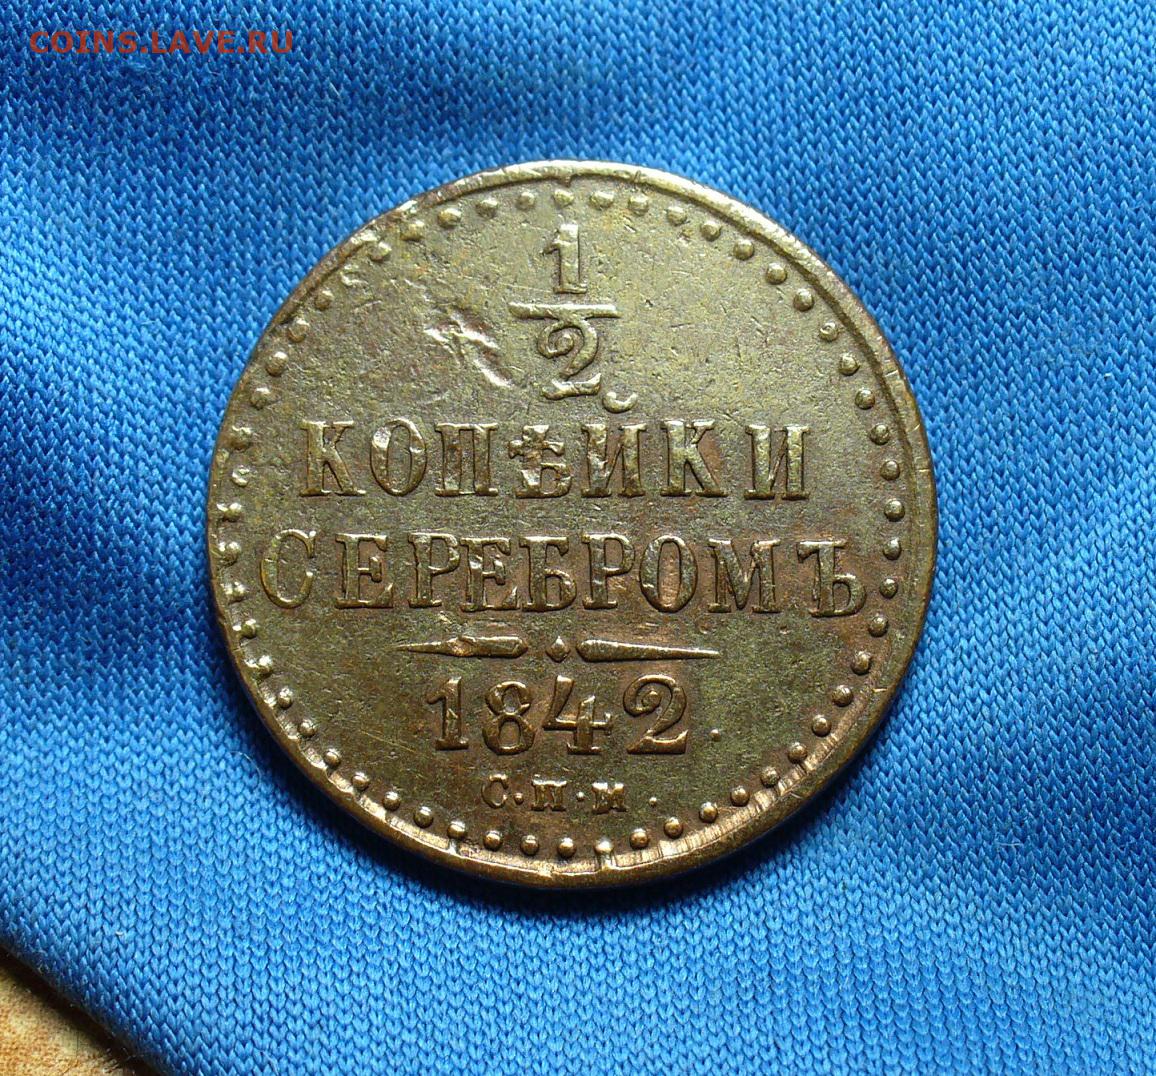 COINS.LAVE.RU
1
2
КОПѢЙКИ
СЕРЕБРОМЪ
1842.
С.П.М.